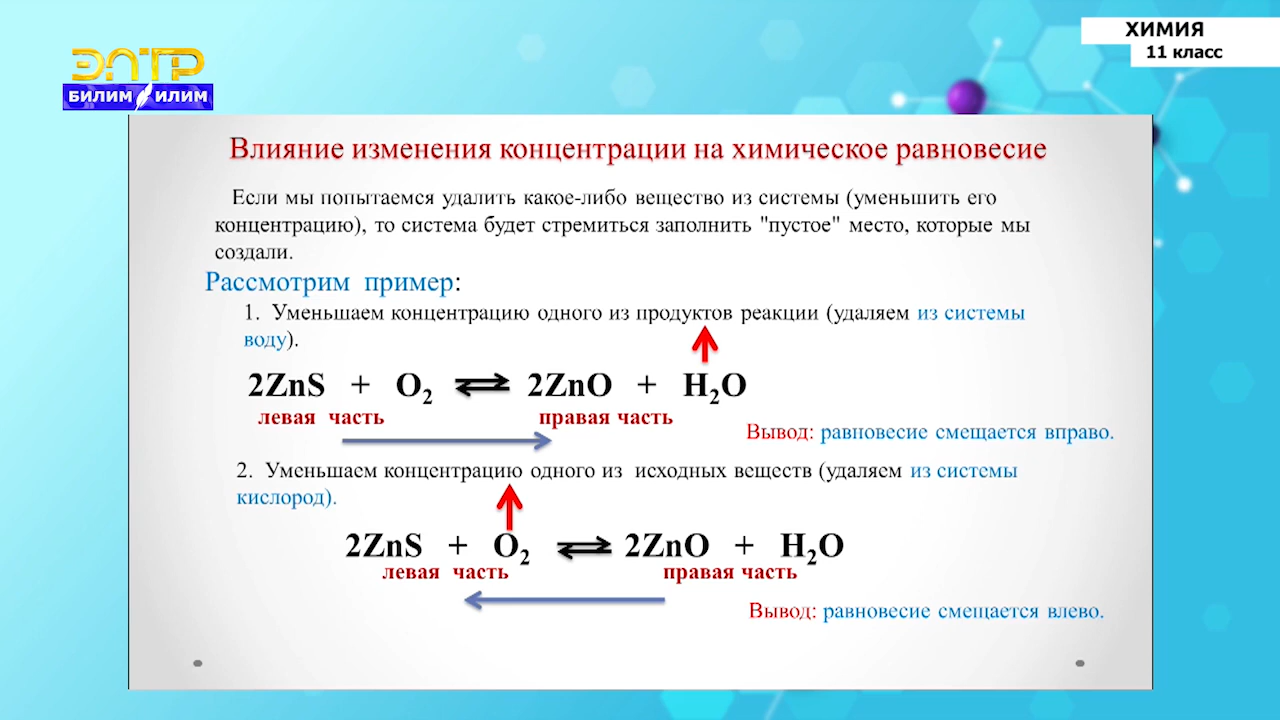 ХИМИЯ
11 класс
ЭЛТР
БИЛИМ ИЛИМ
Влияние изменения концентрации на химическое равновесие
Если мы попытаемся удалить какое-либо вещество из системы (уменьшить его
концентрацию), то система будет стремиться заполнить "пустое" место, которые мы
создали.
Рассмотрим пример:
1. Уменьшаем концентрацию одного из продуктов реакции (удаляем из системы
воду).
2ZnS + O₂ ⇄ 2ZnO + H₂O
левая часть правая часть
Вывод: равновесие смещается вправо.
2. Уменьшаем концентрацию одного из исходных веществ (удаляем из системы
кислород).
2ZnS + O₂ ⇄ 2ZnO + H₂O
левая часть правая часть
Вывод: равновесие смещается влево.